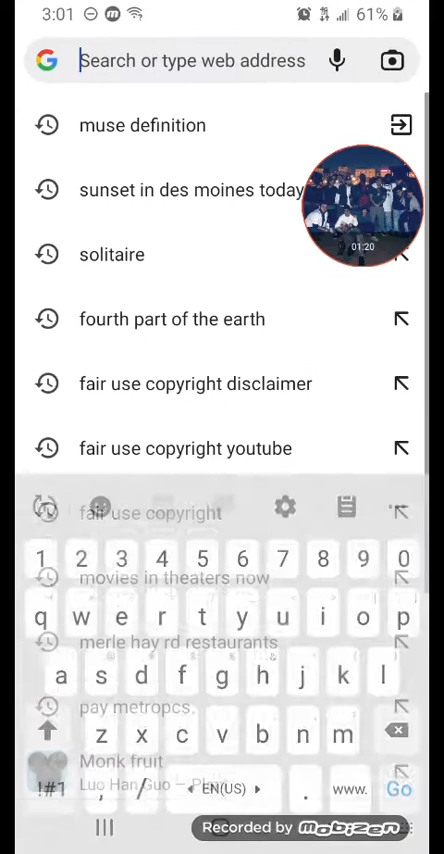 3:01 61%
Search or type web address
muse definition
sunset in des moines today
01:20
solitaire
fourth part of the earth
fair use copyright disclaimer
fair use copyright youtube
fair use copyright
1 2 3 4 5 6 7 8 9 0
movies in theaters now
q w e r t y u i o p
merle hay rd restaurants
a s d f g h j k l
pay metropcs.
z x c v b n m
Monk fruit
Luo Han Guo —
!#1 , / EN(US) . www. Go
Recorded by mobizen